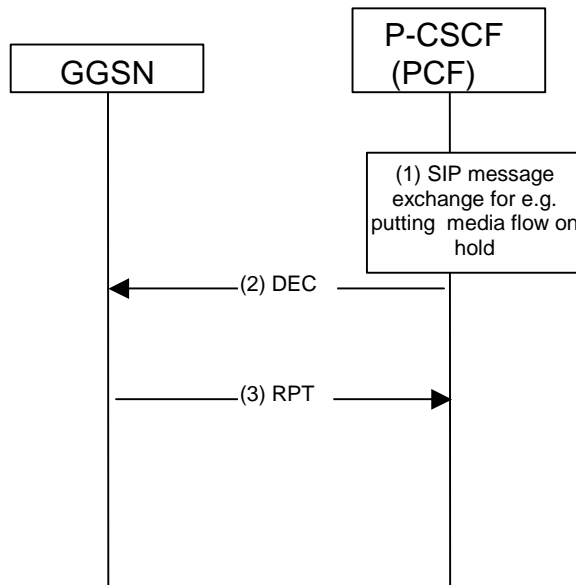 GGSN
P-CSCF
(PCF)
(1) SIP message
exchange for e.g.
putting media flow on
hold
(2) DEC
(3) RPT